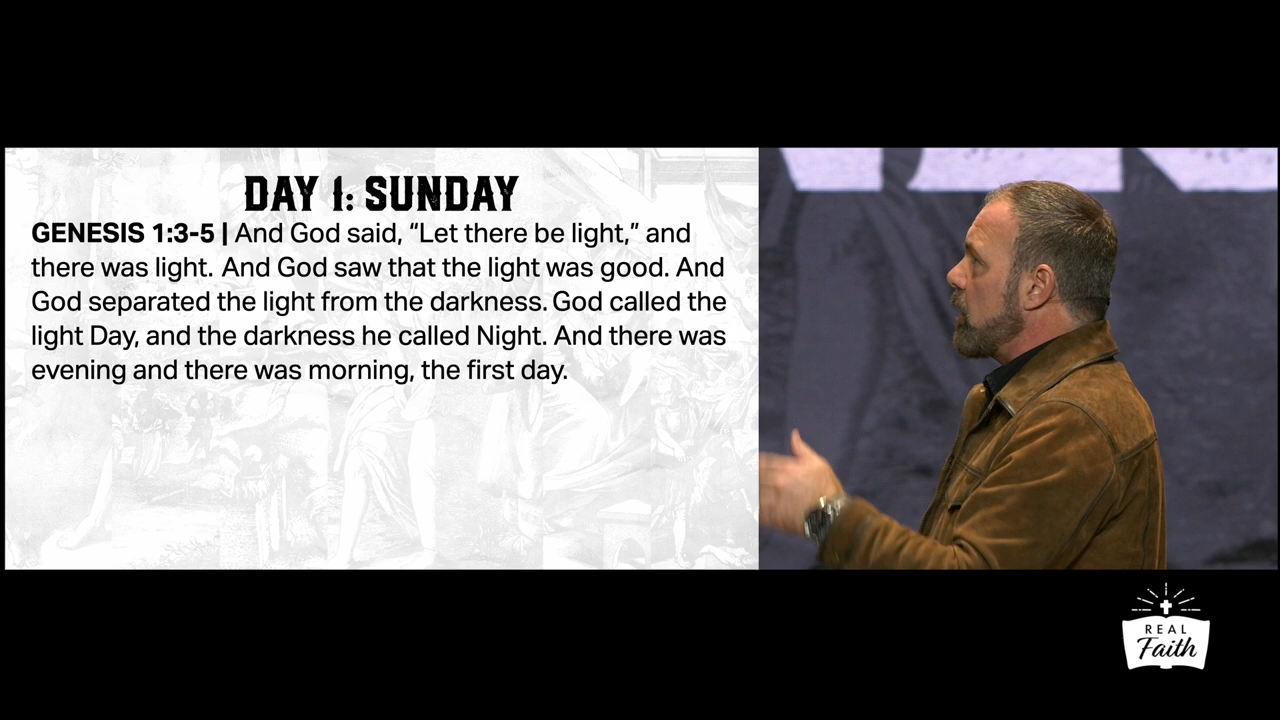 DAY 1: SUNDAY
GENESIS 1:3-5 | And God said, “Let there be light,” and
there was light. And God saw that the light was good. And
God separated the light from the darkness. God called the
light Day, and the darkness he called Night. And there was
evening and there was morning, the first day.
REAL
Faith